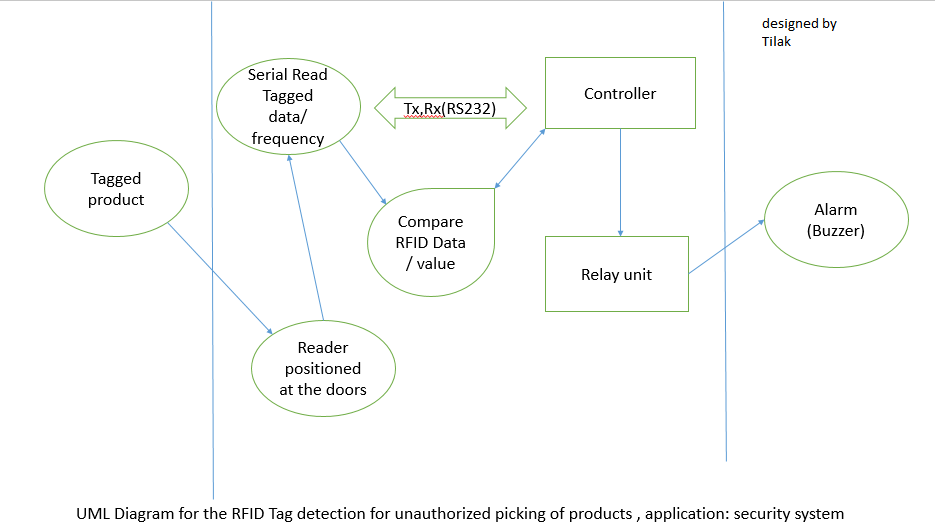 designed by
Tilak
Serial Read
Tagged
data/
frequency
Tx,Rx(RS232)
Controller
Tagged
product
Compare
RFID Data
/ value
Alarm
(Buzzer)
Relay unit
Reader
positioned
at the doors
UML Diagram for the RFID Tag detection for unauthorized picking of products , application: security system